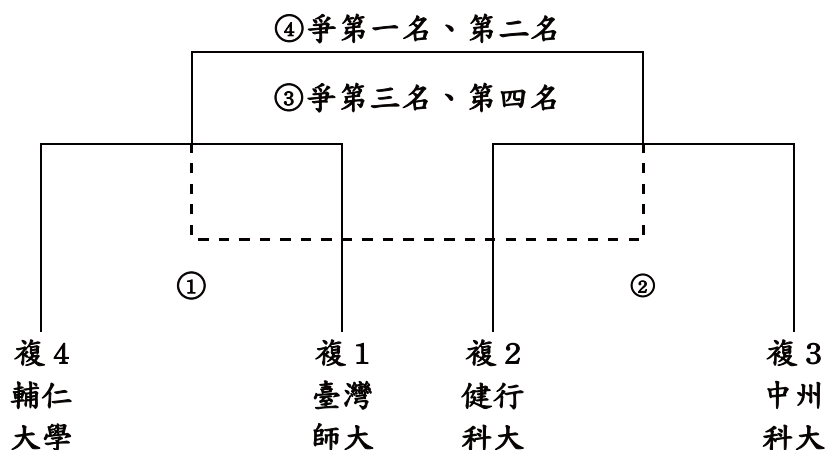 ④爭第一名、第二名
③爭第三名、第四名
①
②
複4
輔仁
大學
複1
臺灣
師大
複2
健行
科大
複3
中州
科大